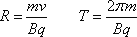 R = mv/Bq   T = 2πm/Bq